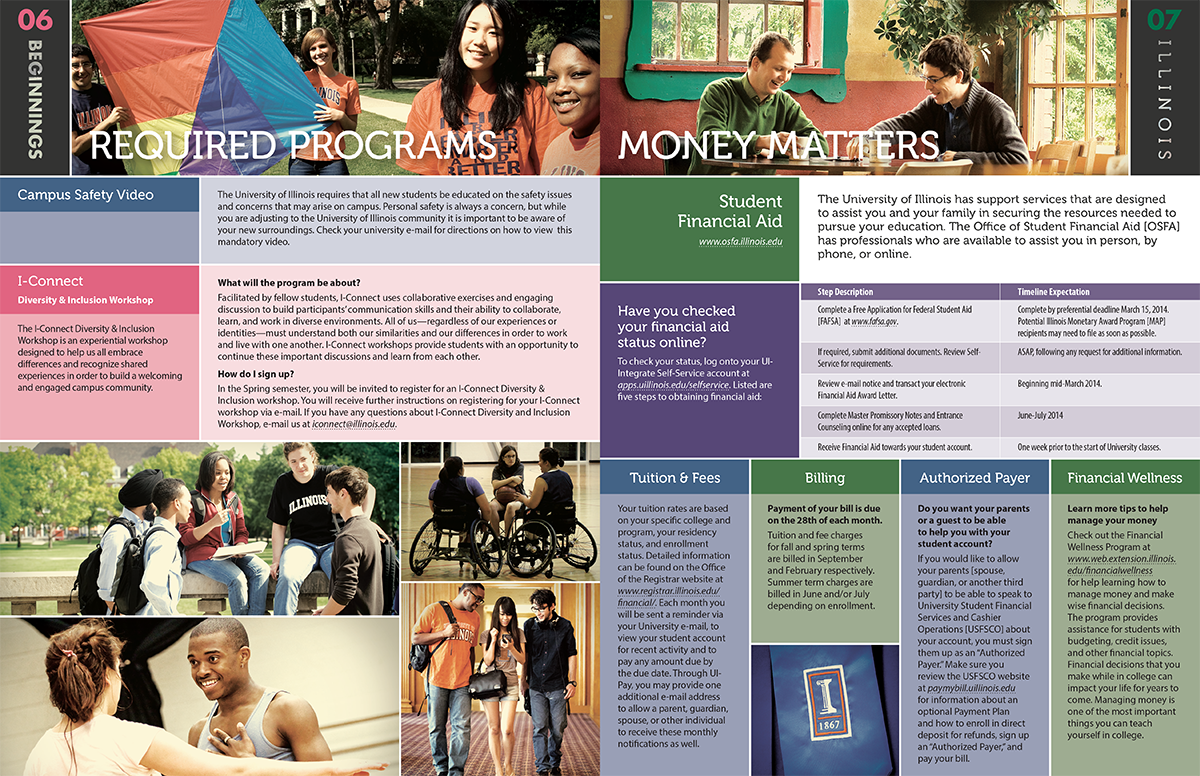 06
BEGINNINGS
ILLINOIS
REQUIRED PROGRAMS
Campus Safety Video
The University of Illinois requires that all new students be educated on the safety issues
and concerns that may arise on campus. Personal safety is always a concern, but while
you are adjusting to the University of Illinois community it is important to be aware of
your new surroundings. Check your university e-mail for directions on how to view this
mandatory video.
I-Connect
Diversity & Inclusion Workshop
The I-Connect Diversity & Inclusion
Workshop is an experiential workshop
designed to help us all embrace
differences and recognize shared
experiences in order to build a welcoming
and engaged campus community.
What will the program be about?
Facilitated by fellow students, I-Connect uses collaborative exercises and engaging
discussion to build participants' communication skills and their ability to collaborate,
learn, and work in diverse environments. All of us—regardless of our experiences or
identities—must understand both our similarities and our differences in order to work
and live with one another. I-Connect workshops provide students with an opportunity to
continue these important discussions and learn from each other.
How do I sign up?
In the Spring semester, you will be invited to register for an I-Connect Diversity &
Inclusion workshop. You will receive further instructions on registering for your I-Connect
workshop via e-mail. If you have any questions about I-Connect Diversity and Inclusion
Workshop, e-mail us at iconnect@illinois.edu.
ILLINOIS
07
ILLINOIS
MONEY MATTERS
Student
Financial Aid
www.osfa.illinois.edu
The University of Illinois has support services that are designed
to assist you and your family in securing the resources needed to
pursue your education. The Office of Student Financial Aid [OSFA]
has professionals who are available to assist you in person, by
phone, or online.
Have you checked
your financial aid
status online?
To check your status, log onto your UI-
Integrate Self-Service account at
apps.uillinois.edu/selfservice. Listed are
five steps to obtaining financial aid:
Step Description Timeline Expectation
Complete a Free Application for Federal Student Aid
[FAFSA] at www.fafsa.gov.
Complete by preferential deadline March 15, 2014.
Potential Illinois Monetary Award Program [MAP]
recipients may need to file as soon as possible.
If required, submit additional documents. Review Self-
Service for requirements.
ASAP, following any request for additional information.
Review e-mail notice and transact your electronic
Financial Aid Award Letter.
Beginning mid-March 2014.
Complete Master Promissory Notes and Entrance
Counseling online for any accepted loans.
June-July 2014
Receive Financial Aid towards your student account.
One week prior to the start of University classes.
Tuition & Fees
Your tuition rates are based
on your specific college and
program, your residency
status, and enrollment
status. Detailed information
can be found on the Office
of the Registrar website at
www.registrar.illinois.edu/
financial/. Each month you
will be sent a reminder via
your University e-mail, to
view your student account
for recent activity and to
pay any amount due by
the due date. Through UI-
Pay, you may provide one
additional e-mail address
to allow a parent, guardian,
spouse, or other individual
to receive these monthly
notifications as well.
Billing
Payment of your bill is due
on the 28th of each month.
Tuition and fee charges
for fall and spring terms
are billed in September
and February respectively.
Summer term charges are
billed in June and/or July
depending on enrollment.
I
1867
Authorized Payer
Do you want your parents
or a guest to be able
to help you with your
student account?
If you would like to allow
your parents [spouse,
guardian, or another third
party] to be able to speak to
University Student Financial
Services and Cashier
Operations [USFSCO] about
your account, you must sign
them up as an "Authorized
Payer." Make sure you
review the USFSCO website
at paymybill.uillinois.edu
for information about an
optional Payment Plan
and how to enroll in direct
deposit for refunds, sign up
an "Authorized Payer," and
pay your bill.
Financial Wellness
Learn more tips to help
manage your money
Check out the Financial
Wellness Program at
www.web.extension.illinois.
edu/financialwellness
for help learning how to
manage money and make
wise financial decisions.
The program provides
assistance for students with
budgeting, credit issues,
and other financial topics.
Financial decisions that you
make while in college can
impact your life for years to
come. Managing money is
one of the most important
things you can teach
yourself in college.